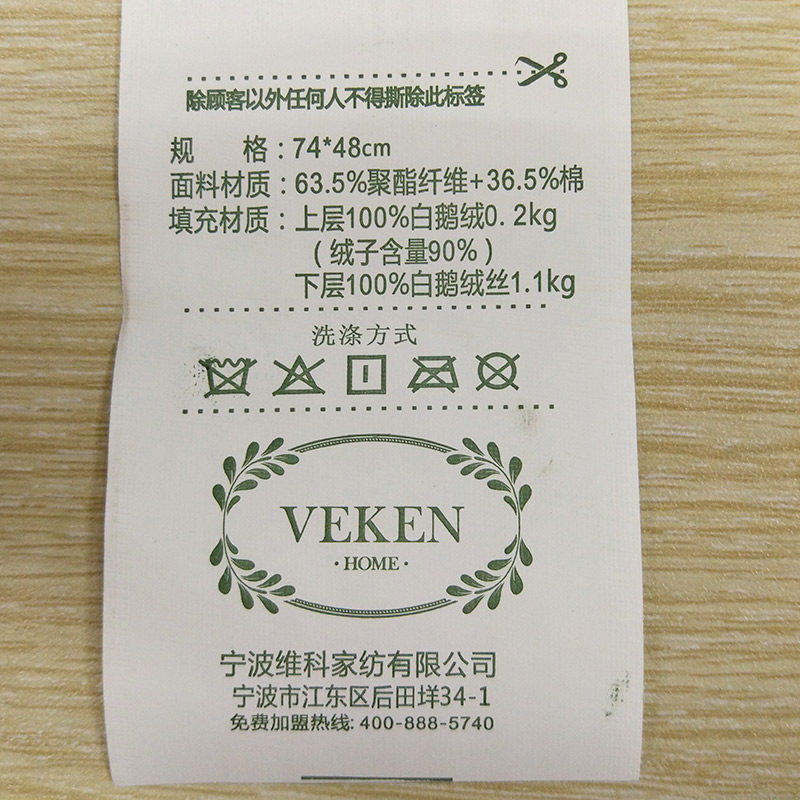 除顾客以外任何人不得撕除此标签
规 格：74*48cm
面料材质：63.5%聚酯纤维+36.5%棉
填充材质：上层100%白鹅绒0.2kg
（绒子含量90%）
下层100%白鹅绒丝1.1kg
洗涤方式
VEKEN
·HOME·
宁波维科家纺有限公司
宁波市江东区后田垟34-1
免费加盟热线: 400-888-5740